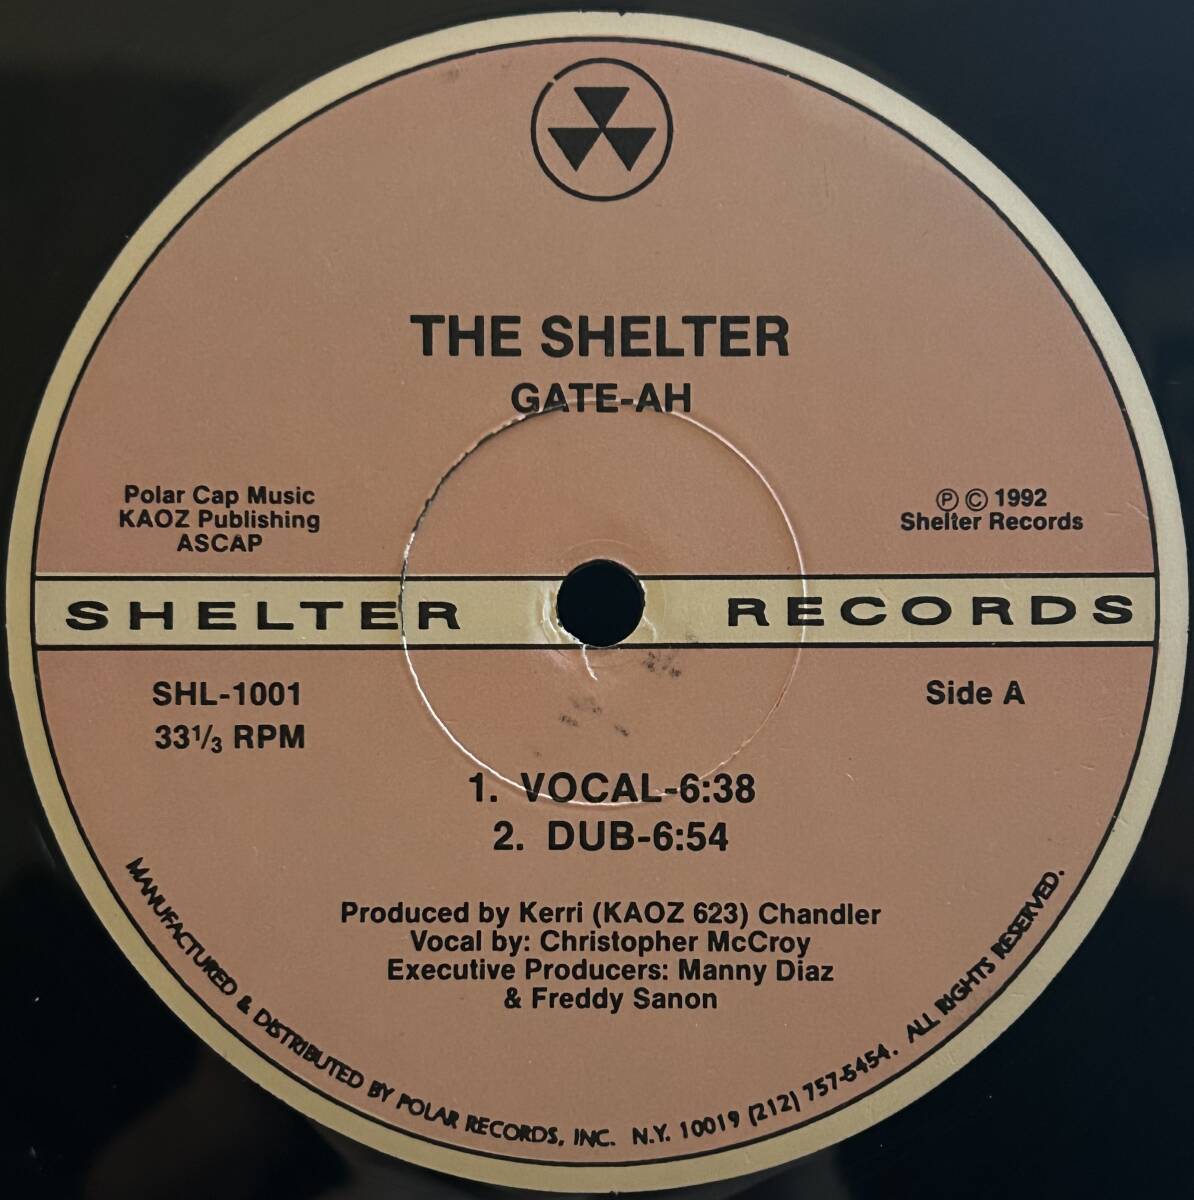 THE SHELTER
GATE-AH
Polar Cap Music
KAOZ Publishing
ASCAP
Ⓟ © 1992
Shelter Records
SHELTER RECORDS
SHL-1001
33⅓ RPM
Side A
1. VOCAL-6:38
2. DUB-6:54
Produced by Kerri (KAOZ 623) Chandler
Vocal by: Christopher McCroy
Executive Producers: Manny Diaz
& Freddy Sanon
MANUFACTURED & DISTRIBUTED BY POLAR RECORDS, INC. N.Y. 10019 (212) 757-5454. ALL RIGHTS RESERVED.